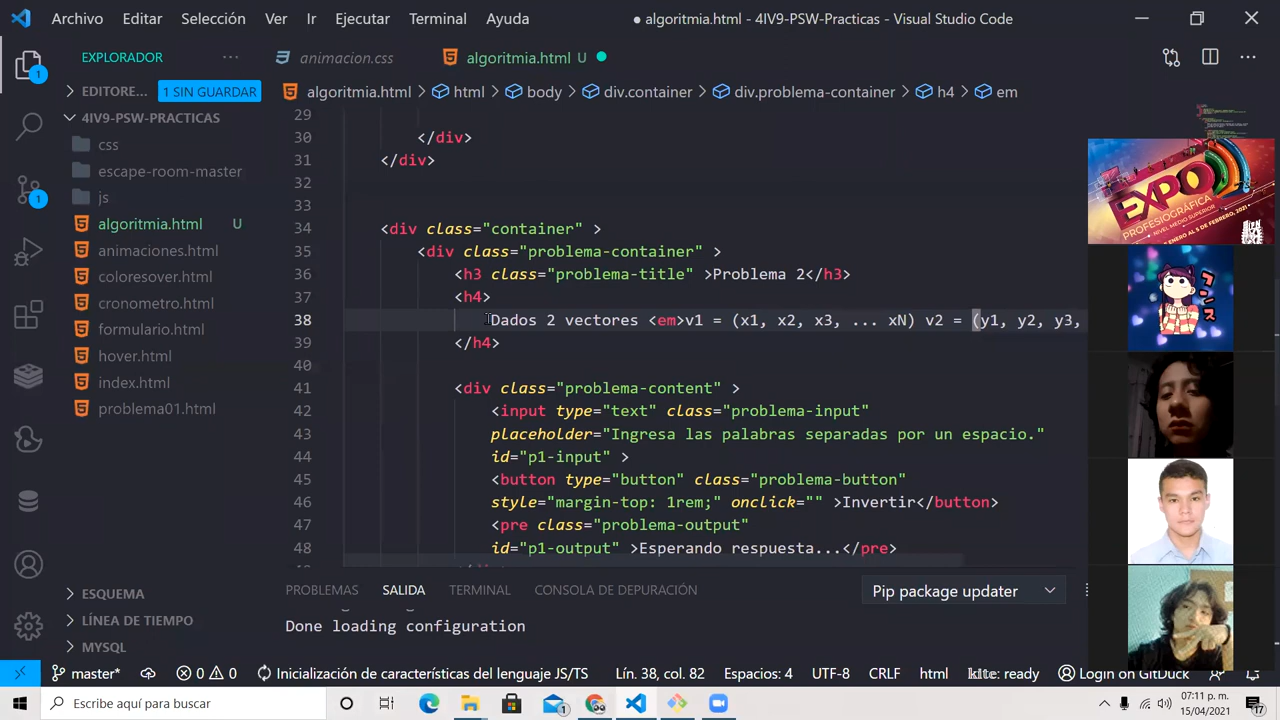 Archivo Editar Selección Ver Ir Ejecutar Terminal Ayuda
● algoritmia.html - 4IV9-PSW-Practicas - Visual Studio Code
EXPLORADOR ···
animacion.css algoritmia.html U
EDITORE... 1 SIN GUARDAR
algoritmia.html > html > body > div.container > div.problema-container > h4 > em
4IV9-PSW-PRACTICAS
css
escape-room-master
js
algoritmia.html U
animaciones.html
coloresover.html
cronometro.html
formulario.html
hover.html
index.html
problema01.html
ESQUEMA
LÍNEA DE TIEMPO
MYSQL
29
30 </div>
31 </div>
32
33
34 <div class="container" >
35 <div class="problema-container" >
36 <h3 class="problema-title" >Problema 2</h3>
37 <h4>
38 Dados 2 vectores <em>v1 = (x1, x2, x3, ... xN) v2 = (y1, y2, y3,
39 </h4>
40
41 <div class="problema-content" >
42 <input type="text" class="problema-input"
43 placeholder="Ingresa las palabras separadas por un espacio."
44 id="p1-input" >
45 <button type="button" class="problema-button"
46 style="margin-top: 1rem;" onclick="" >Invertir</button>
47 <pre class="problema-output"
48 id="p1-output" >Esperando respuesta...</pre>
PROBLEMAS SALIDA TERMINAL CONSOLA DE DEPURACIÓN
Pip package updater
Done loading configuration
EXPO
PROFESIOGRÁFICA
NIVEL MEDIO SUPERIOR
master* 0 0 Inicialización de características del lenguaje JS/TS Lín. 38, col. 82 Espacios: 4 UTF-8 CRLF html kite: ready Login on GitDuck
Escribe aquí para buscar
07:11 p. m.
15/04/2021
17